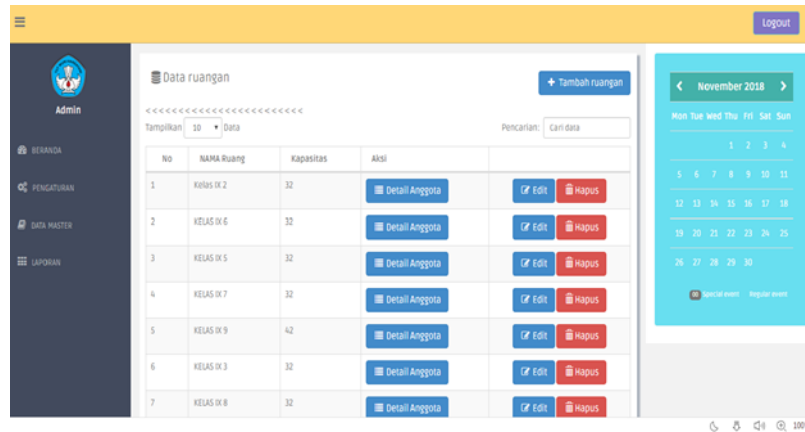 Logout
Admin
BERANDA
PENGATURAN
DATA MASTER
LAPORAN
Data ruangan
+ Tambah ruangan
<<<<<<<<<<<<<<<<<<<<<<<<<
Tampilkan 10 Data
Pencarian: Cari data
No NAMA Ruang Kapasitas Aksi
1 Kelas IX 2 32 Detail Anggota Edit Hapus
2 KELAS IX 6 32 Detail Anggota Edit Hapus
3 KELAS IX 5 32 Detail Anggota Edit Hapus
4 KELAS IX 7 32 Detail Anggota Edit Hapus
5 KELAS IX 9 42 Detail Anggota Edit Hapus
6 KELAS IX 3 32 Detail Anggota Edit Hapus
7 KELAS IX 8 32 Detail Anggota Edit Hapus
November 2018
Mon Tue Wed Thu Fri Sat Sun
1 2 3 4
5 6 7 8 9 10 11
12 13 14 15 16 17 18
19 20 21 22 23 24 25
26 27 28 29 30
00 Special event Regular event
100